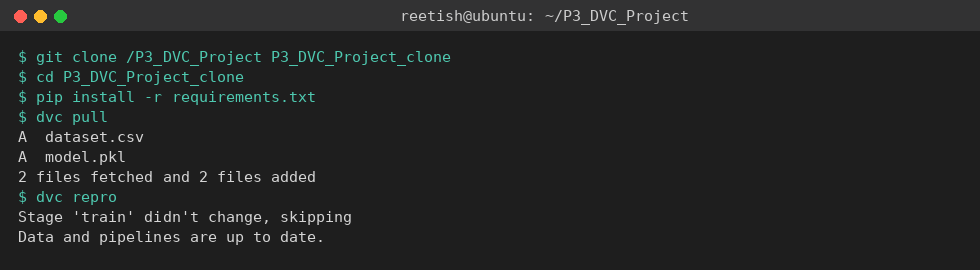 reetish@ubuntu: ~/P3_DVC_Project
$ git clone /P3_DVC_Project P3_DVC_Project_clone
$ cd P3_DVC_Project_clone
$ pip install -r requirements.txt
$ dvc pull
A  dataset.csv
A  model.pkl
2 files fetched and 2 files added
$ dvc repro
Stage 'train' didn't change, skipping
Data and pipelines are up to date.